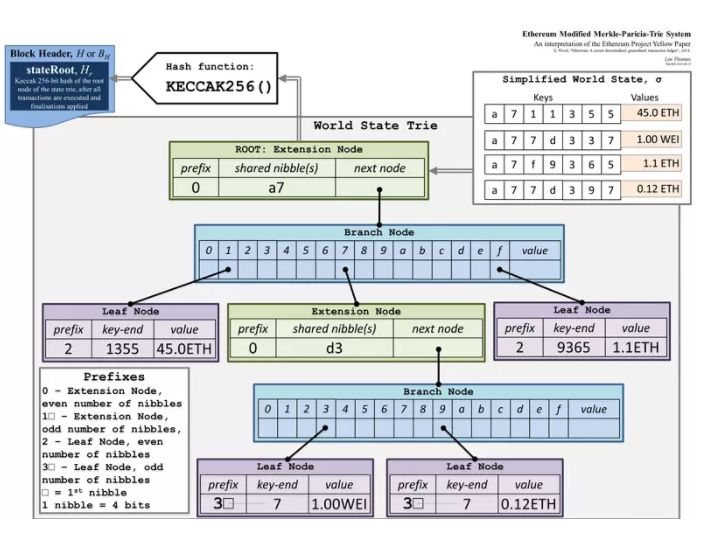 Ethereum Modified Merkle-Paricia-Trie System
An interpretation of the Ethereum Project Yellow Paper
G. Wood, "Ethereum: A secure decentralised generalised transaction ledger", 2014.
Lee Thomas
Block Header, H or B_H
stateRoot, H_r
Keccak 256-bit hash of the root
node of the state trie, after all
transactions are executed and
finalisations applied
Hash function:
KECCAK256()
Simplified World State, σ
Keys Values
a 7 1 1 3 5 5 45.0 ETH
a 7 7 d 3 3 7 1.00 WEI
a 7 f 9 3 6 5 1.1 ETH
a 7 7 d 3 9 7 0.12 ETH
World State Trie
ROOT: Extension Node
prefix shared nibble(s) next node
0 a7
Branch Node
0 1 2 3 4 5 6 7 8 9 a b c d e f value
Leaf Node
prefix key-end value
2 1355 45.0ETH
Extension Node
prefix shared nibble(s) next node
0 d3
Leaf Node
prefix key-end value
2 9365 1.1ETH
Branch Node
0 1 2 3 4 5 6 7 8 9 a b c d e f value
Leaf Node
prefix key-end value
3□ 7 1.00WEI
Leaf Node
prefix key-end value
3□ 7 0.12ETH
Prefixes
0 - Extension Node,
even number of nibbles
1□ - Extension Node,
odd number of nibbles,
2 - Leaf Node, even
number of nibbles
3□ - Leaf Node, odd
number of nibbles
□ = 1st nibble
1 nibble = 4 bits